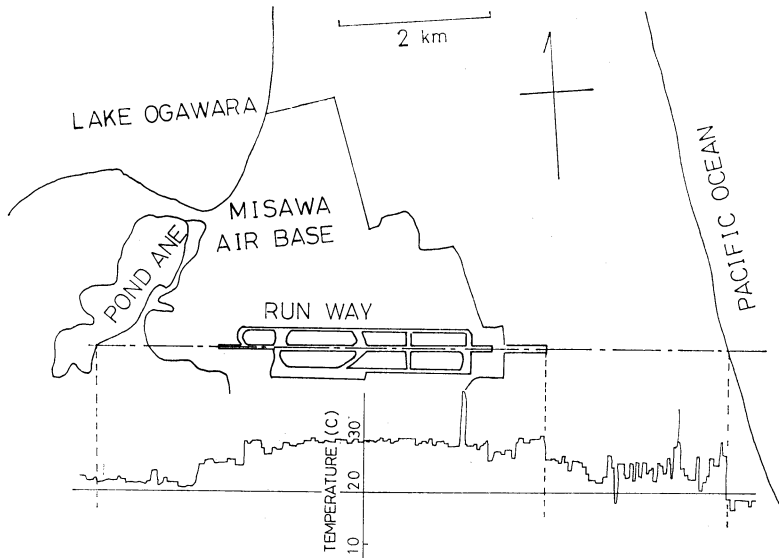 2 km
LAKE OGAWARA
PACIFIC OCEAN
MISAWA
AIR BASE
POND ANE
RUN WAY
TEMPERATURE (C)
30
20
10